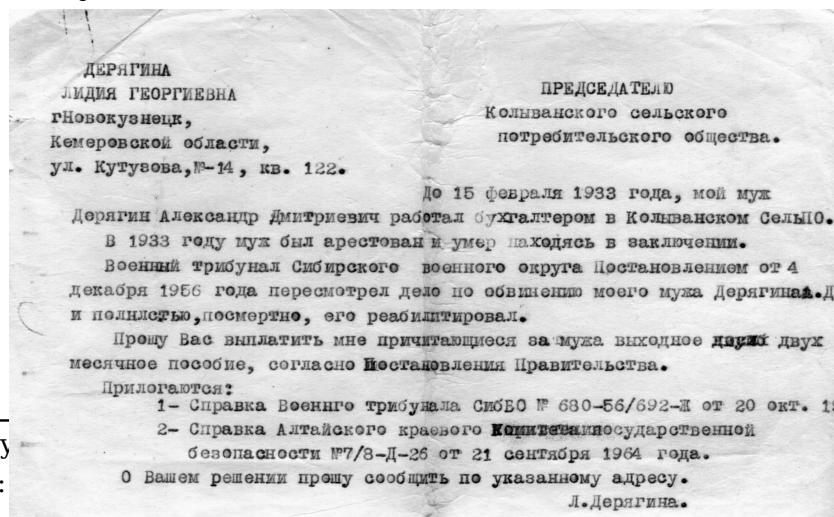 ДЕРЯГИНА
ЛИДИЯ ГЕОРГИЕВНА
гНовокузнецк,
Кемеровской области,
ул. Кутузова,№-14, кв. 122.
ПРЕДСЕДАТЕЛЮ
Колыванского сельского
потребительского общества.
До 15 февраля 1933 года, мой муж
Дерягин Александр Дмитриевич работал бухгалтером в Колыванском СельПО.
В 1933 году муж был арестован и умер находясь в заключении.
Военный трибунал Сибирского военного округа Постановлением от 4
декабря 1956 года пересмотрел дело по обвинению моего мужа Дерягина А.Д
и полнлстью,посмертно, его реабилитировал.
Прошу Вас выплатить мне причитающиеся за мужа выходное двух
месячное пособие, согласно Постановления Правительства.
Прилогаются:
1- Справка Военнго трибунала СибВО № 680-56/692-Ж от 20 окт.
2- Справка Алтайского краевого Комитета государственной
безопасности №7/8-Д-26 от 21 сентября 1964 года.
О Вашем решении прошу сообщить по указанному адресу.
Л.Дерягина.